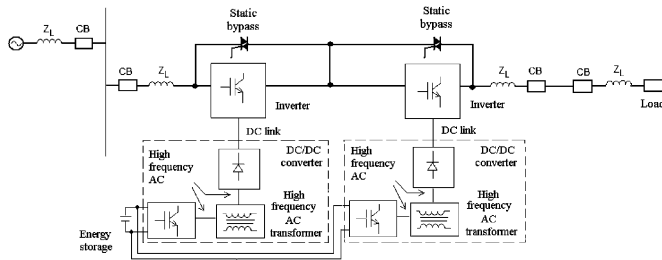 Static
bypass
Static
bypass
Z_L
CB
CB
Z_L
Z_L
CB
CB
Z_L
Load
Inverter
Inverter
DC link
DC link
High
frequency
AC
DC/DC
converter
High
frequency
AC
DC/DC
converter
High
frequency
AC
transformer
High
frequency
AC
transformer
Energy
storage